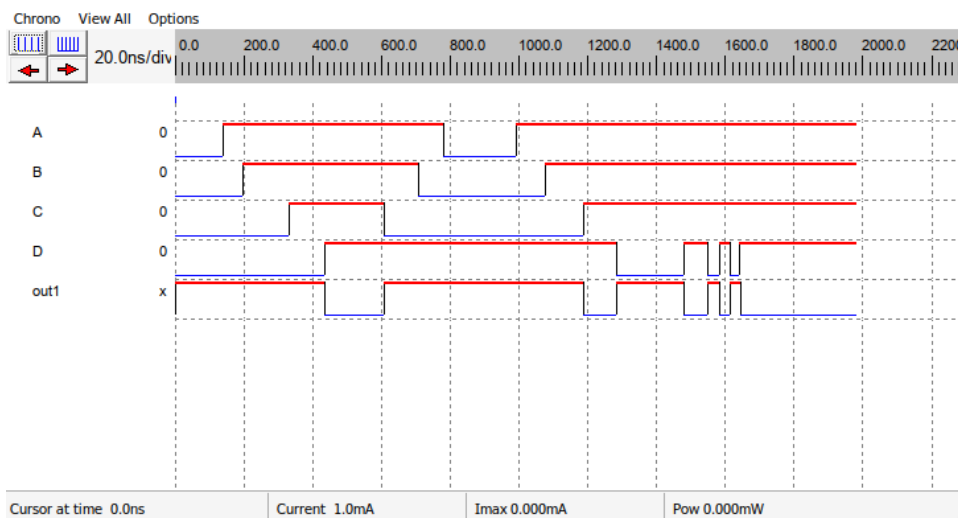 Chrono View All Options
20.0ns/div 0.0 200.0 400.0 600.0 800.0 1000.0 1200.0 1400.0 1600.0 1800.0 2000.0 2200
A 0
B 0
C 0
D 0
out1 x
Cursor at time 0.0ns Current 1.0mA Imax 0.000mA Pow 0.000mW